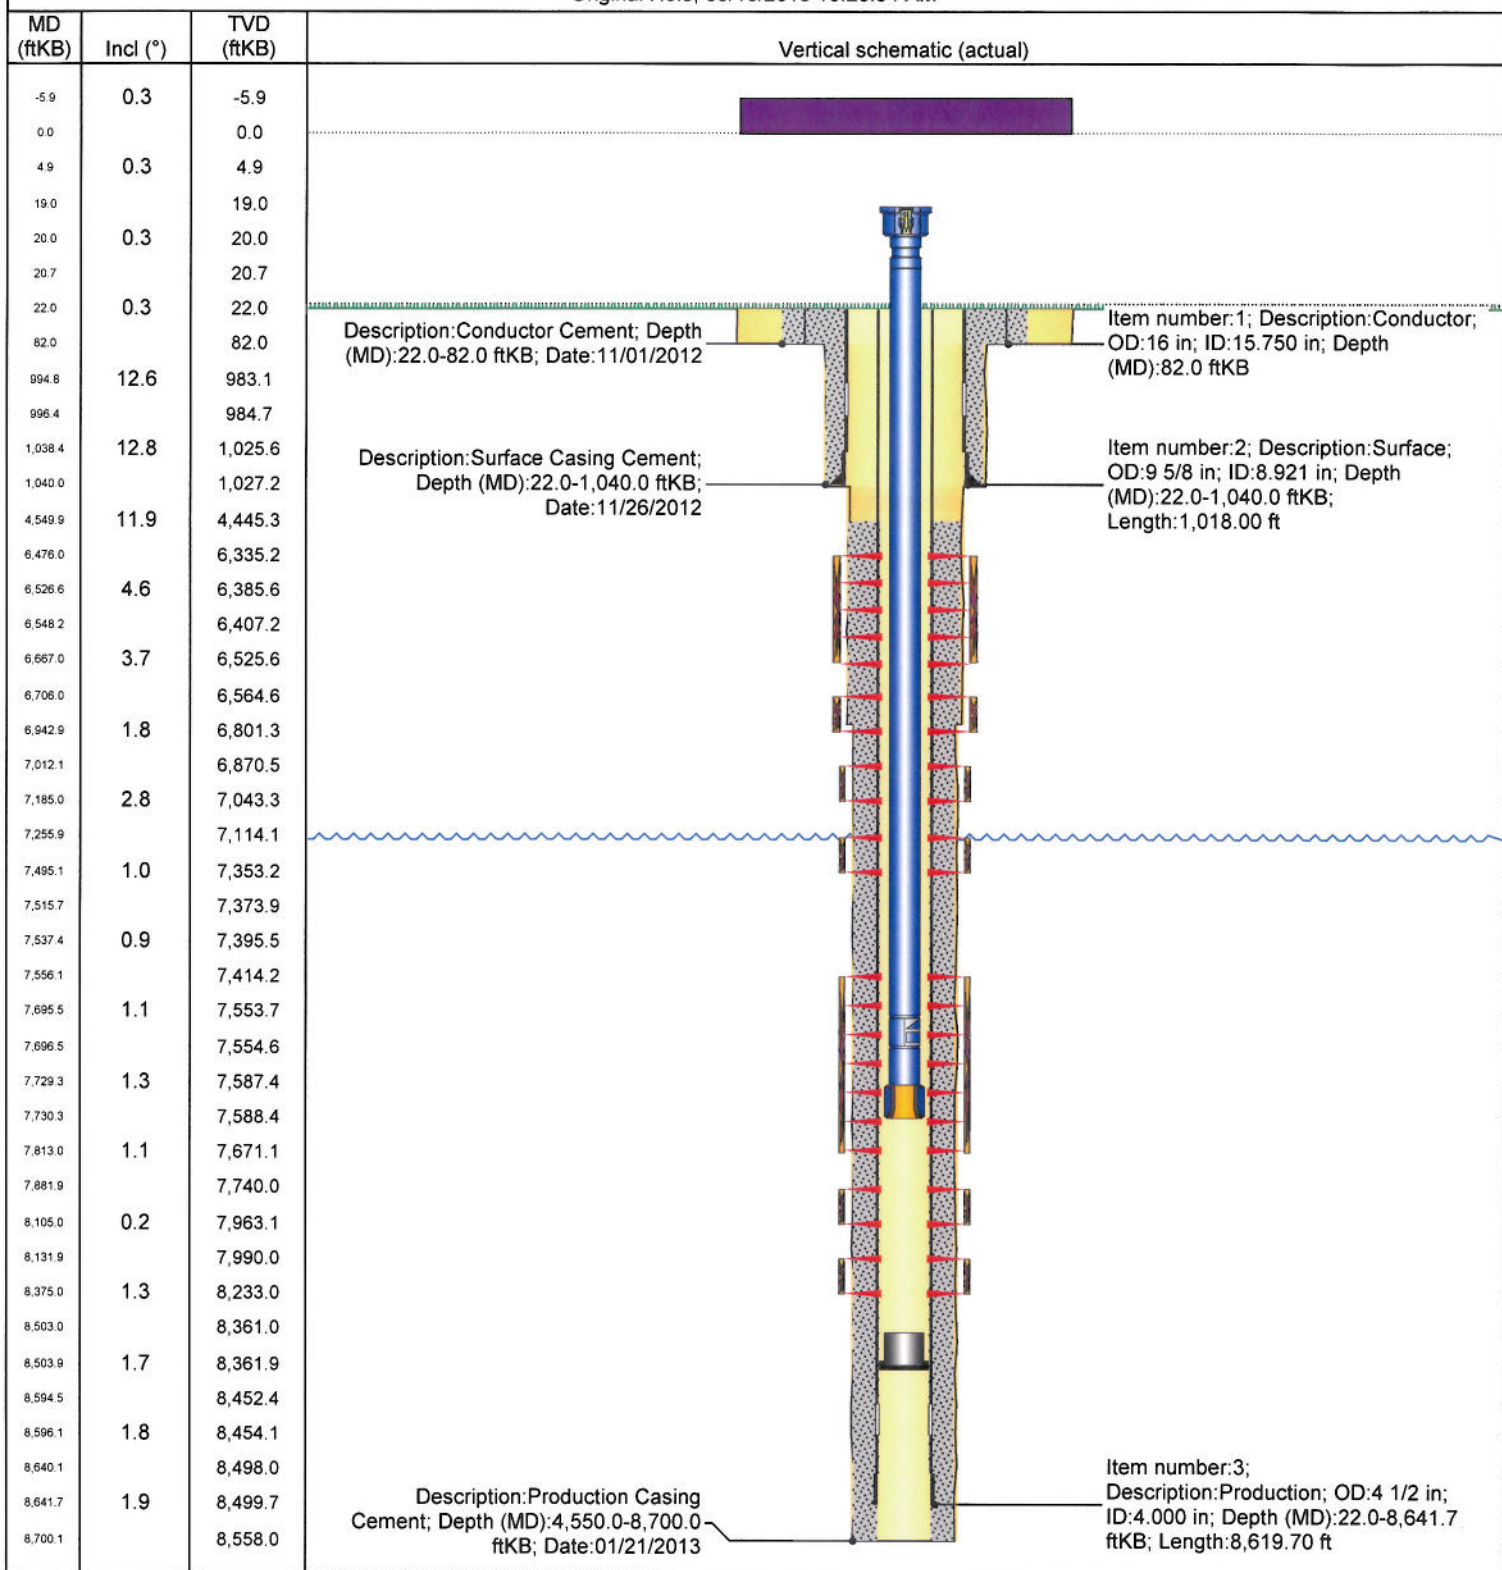 MD (ftKB) Incl (°) TVD (ftKB) Vertical schematic (actual)
-5.9 0.3 -5.9
0.0 0.0
4.9 0.3 4.9
19.0 19.0
20.0 0.3 20.0
20.7 20.7
22.0 0.3 22.0
82.0 82.0
994.8 12.6 983.1
996.4 984.7
1,038.4 12.8 1,025.6
1,040.0 1,027.2
4,549.9 11.9 4,445.3
6,476.0 6,335.2
6,526.6 4.6 6,385.6
6,548.2 6,407.2
6,667.0 3.7 6,525.6
6,706.0 6,564.6
6,942.9 1.8 6,801.3
7,012.1 6,870.5
7,185.0 2.8 7,043.3
7,255.9 7,114.1
7,495.1 1.0 7,353.2
7,515.7 7,373.9
7,537.4 0.9 7,395.5
7,556.1 7,414.2
7,695.5 1.1 7,553.7
7,696.5 7,554.6
7,729.3 1.3 7,587.4
7,730.3 7,588.4
7,813.0 1.1 7,671.1
7,881.9 7,740.0
8,105.0 0.2 7,963.1
8,131.9 7,990.0
8,375.0 1.3 8,233.0
8,503.0 8,361.0
8,503.9 1.7 8,361.9
8,594.5 8,452.4
8,596.1 1.8 8,454.1
8,640.1 8,498.0
8,641.7 1.9 8,499.7
8,700.1 8,558.0
Description:Conductor Cement; Depth
(MD):22.0-82.0 ftKB; Date:11/01/2012
Item number:1; Description:Conductor;
OD:16 in; ID:15.750 in; Depth
(MD):82.0 ftKB
Description:Surface Casing Cement;
Depth (MD):22.0-1,040.0 ftKB;
Date:11/26/2012
Item number:2; Description:Surface;
OD:9 5/8 in; ID:8.921 in; Depth
(MD):22.0-1,040.0 ftKB;
Length:1,018.00 ft
Description:Production Casing
Cement; Depth (MD):4,550.0-8,700.0
ftKB; Date:01/21/2013
Item number:3;
Description:Production; OD:4 1/2 in;
ID:4.000 in; Depth (MD):22.0-8,641.7
ftKB; Length:8,619.70 ft